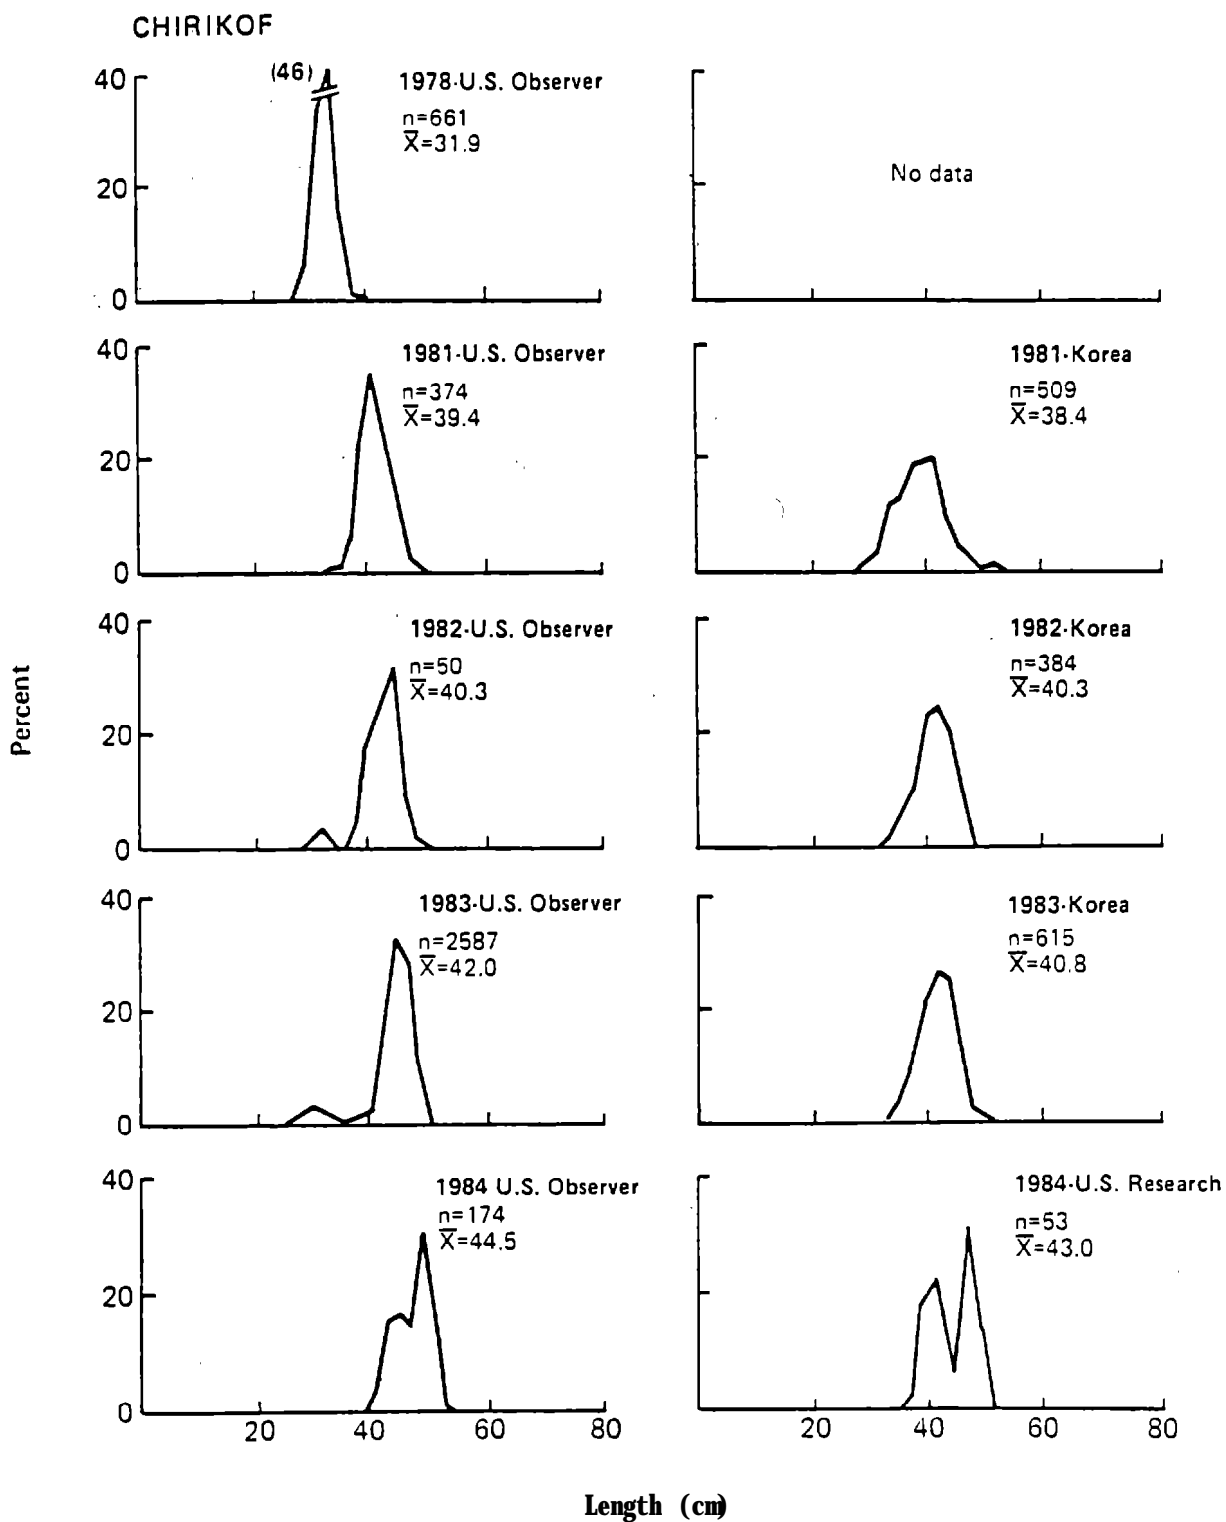 CHIRIKOF
(46)
1978-U.S. Observer
n=661
X̄=31.9
40
20
0
No data
1981-U.S. Observer
n=374
X̄=39.4
40
20
0
1981-Korea
n=509
X̄=38.4
1982-U.S. Observer
n=50
X̄=40.3
40
20
0
1982-Korea
n=384
X̄=40.3
Percent
1983-U.S. Observer
n=2587
X̄=42.0
40
20
0
1983-Korea
n=615
X̄=40.8
1984 U.S. Observer
n=174
X̄=44.5
40
20
0
1984-U.S. Research
n=53
X̄=43.0
20 40 60 80
20 40 60 80
Length (cm)